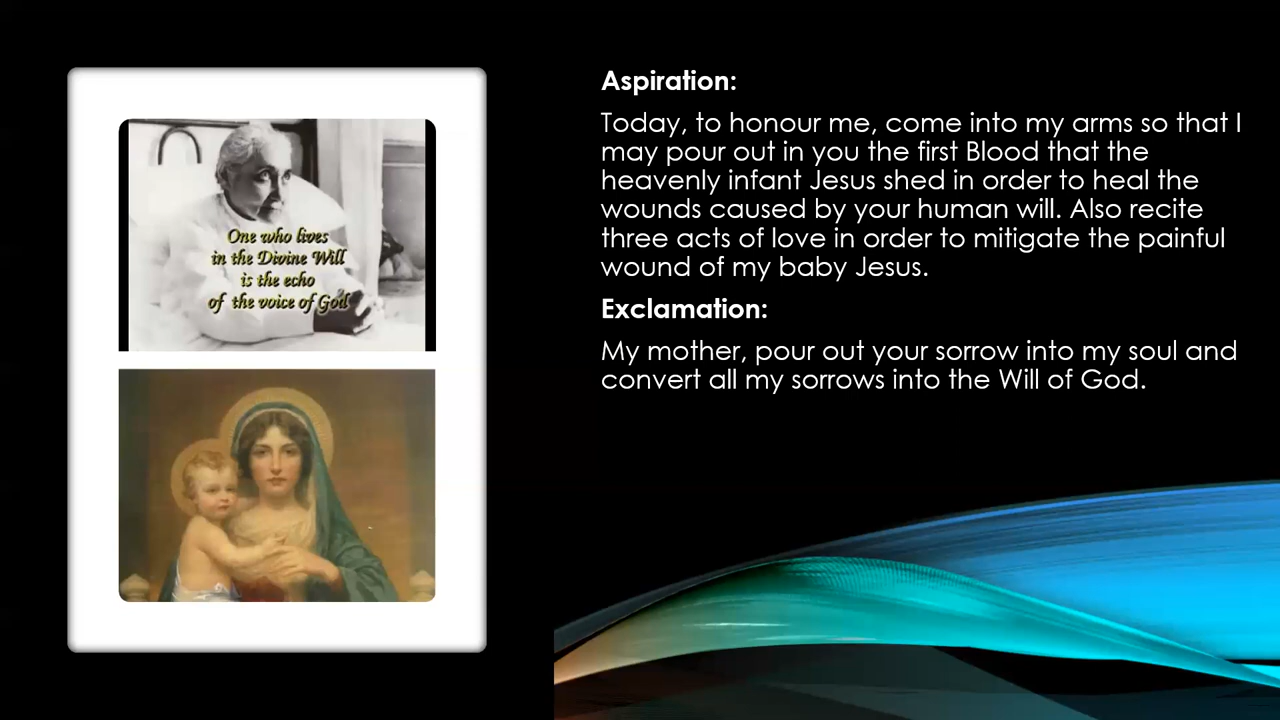 One who lives
in the Divine Will
is the echo
of the voice of God
Aspiration:
Today, to honour me, come into my arms so that I
may pour out in you the first Blood that the
heavenly infant Jesus shed in order to heal the
wounds caused by your human will. Also recite
three acts of love in order to mitigate the painful
wound of my baby Jesus.
Exclamation:
My mother, pour out your sorrow into my soul and
convert all my sorrows into the Will of God.